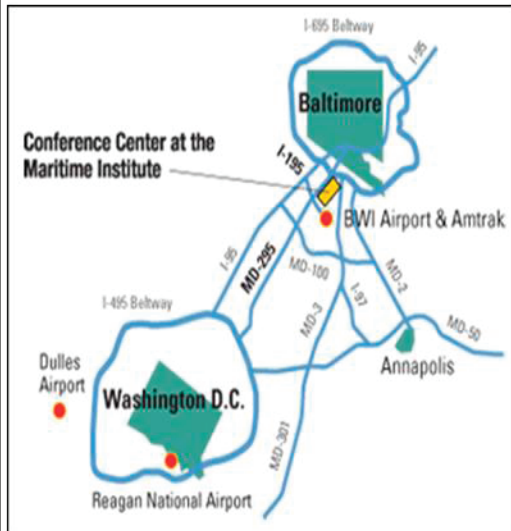 I-695 Beltway
I-95
Baltimore
Conference Center at the
Maritime Institute
I-195
BWI Airport & Amtrak
I-95
MD-295
MD-100
MD-2
I-97
MD-3
MD-50
I-495 Beltway
Annapolis
Dulles
Airport
Washington D.C.
MD-301
Reagan National Airport